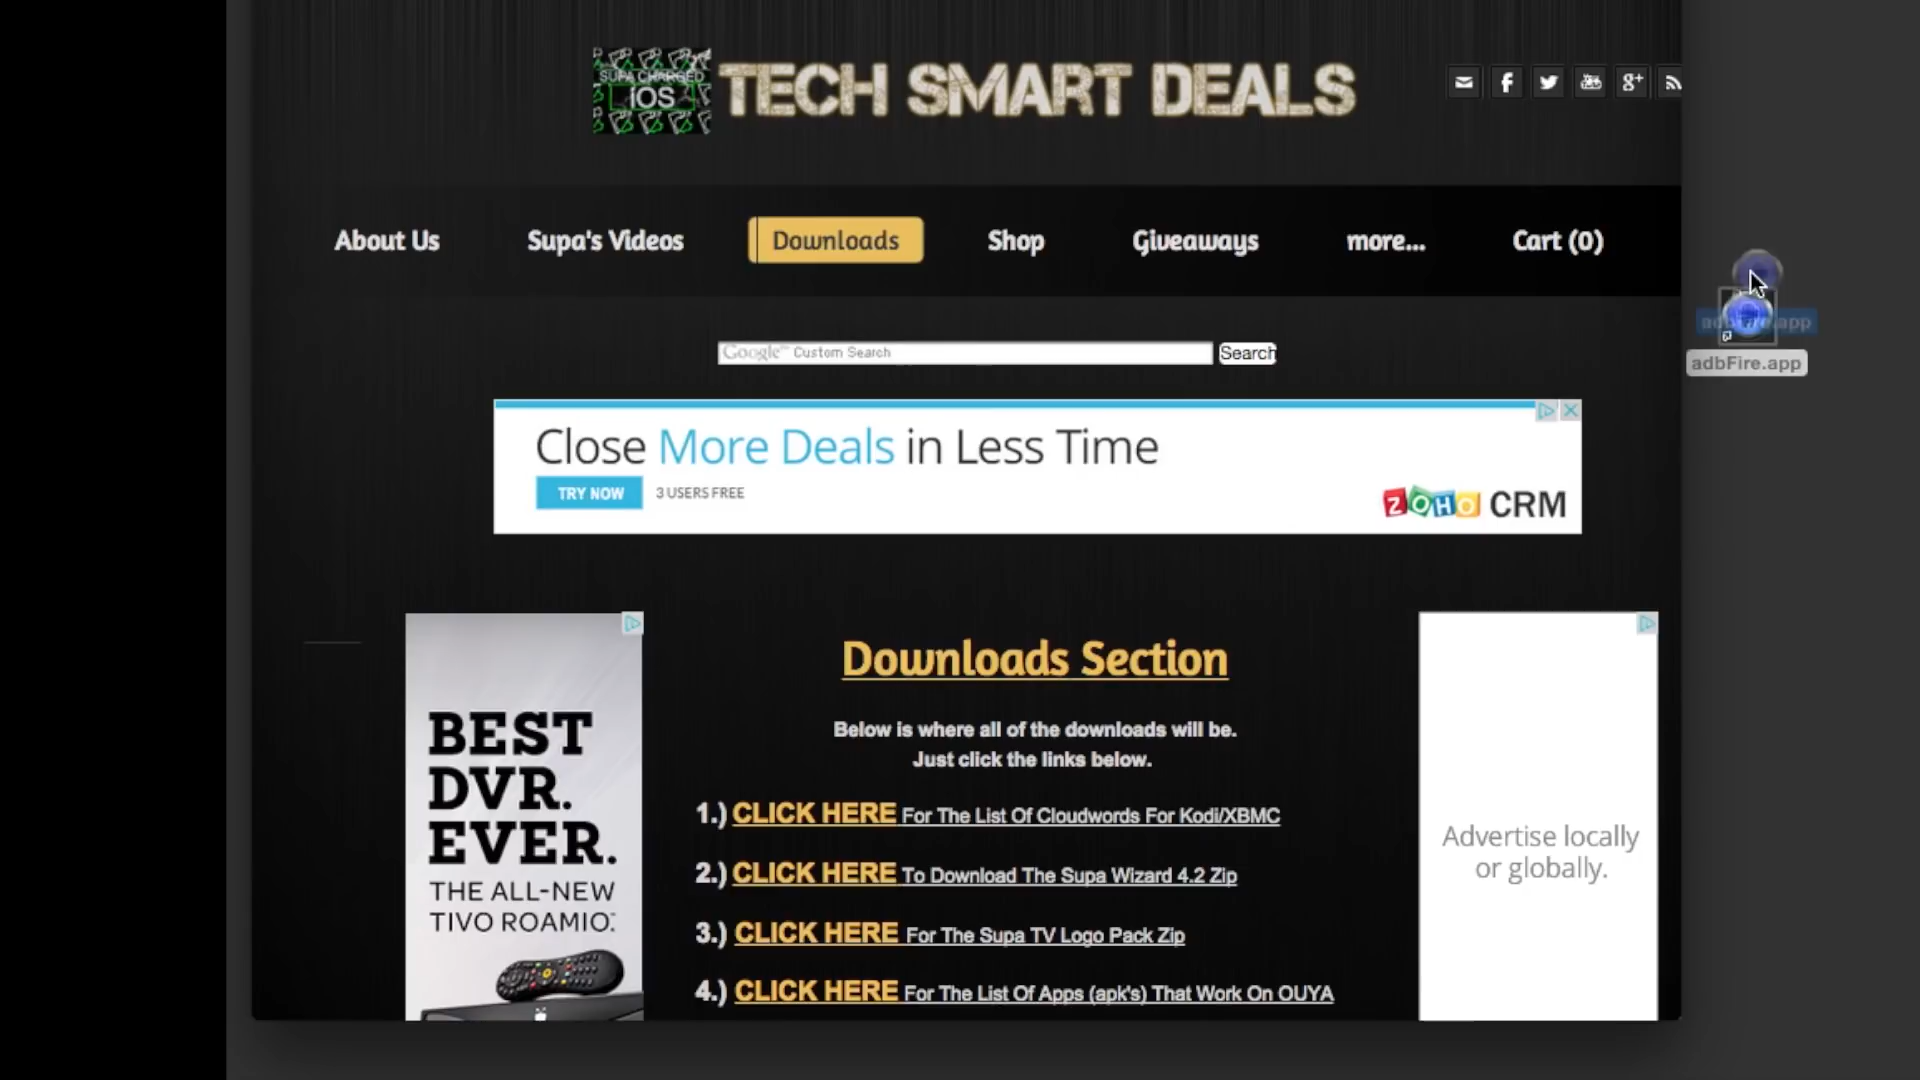 SUPA CHARGED
iOS
TECH SMART DEALS
About Us
Supa's Videos
Downloads
Shop
Giveaways
more...
Cart (0)
adbFire.app
adbFire.app
Google™ Custom Search
Search
Close More Deals in Less Time
TRY NOW
3 USERS FREE
ZOHO CRM
BEST
DVR.
EVER.
THE ALL-NEW
TIVO ROAMIO.
Downloads Section
Below is where all of the downloads will be.
Just click the links below.
1.) CLICK HERE For The List Of Cloudwords For Kodi/XBMC
2.) CLICK HERE To Download The Supa Wizard 4.2 Zip
3.) CLICK HERE For The Supa TV Logo Pack Zip
4.) CLICK HERE For The List Of Apps (apk's) That Work On OUYA
Advertise locally
or globally.